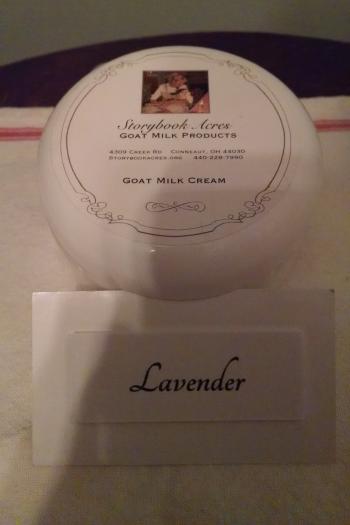 Storybook Acres
Goat Milk Products
4309 Creek Rd Conneaut, OH 44030
Storybookacres.org 440-228-7990
Goat Milk Cream
Lavender